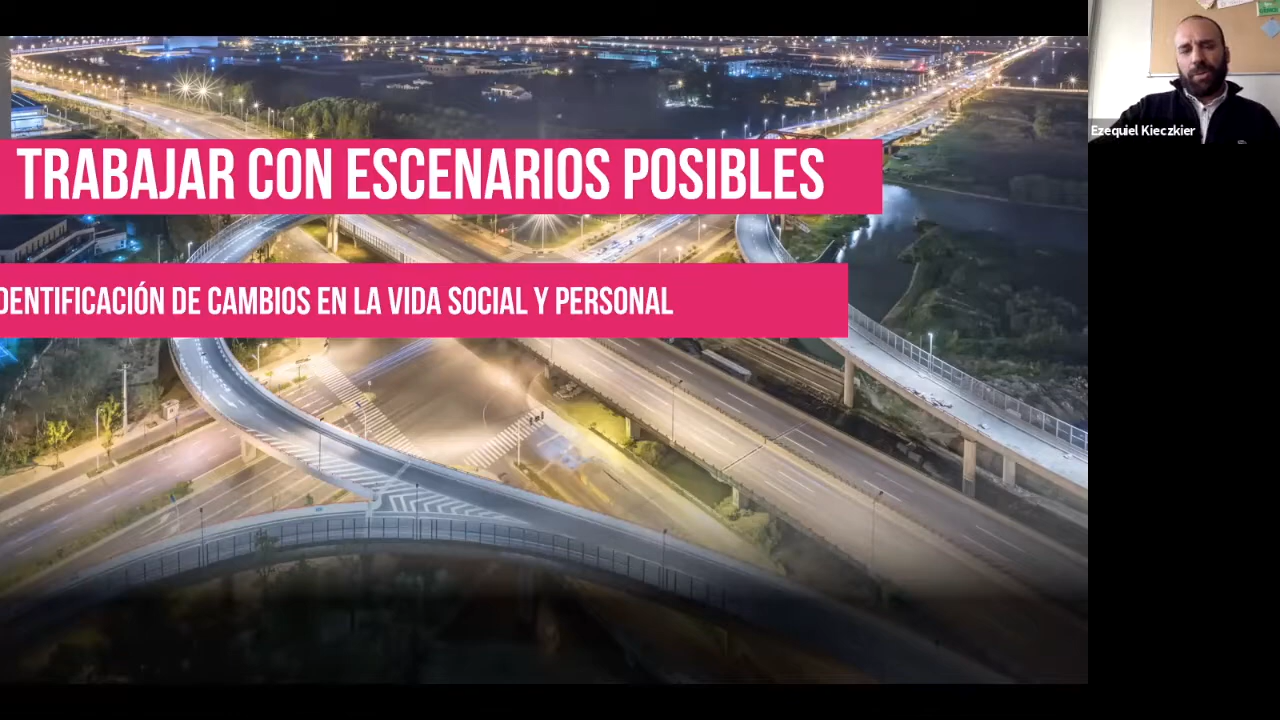 TRABAJAR CON ESCENARIOS POSIBLES
DENTIFICACIÓN DE CAMBIOS EN LA VIDA SOCIAL Y PERSONAL
Ezequiel Kieczkier